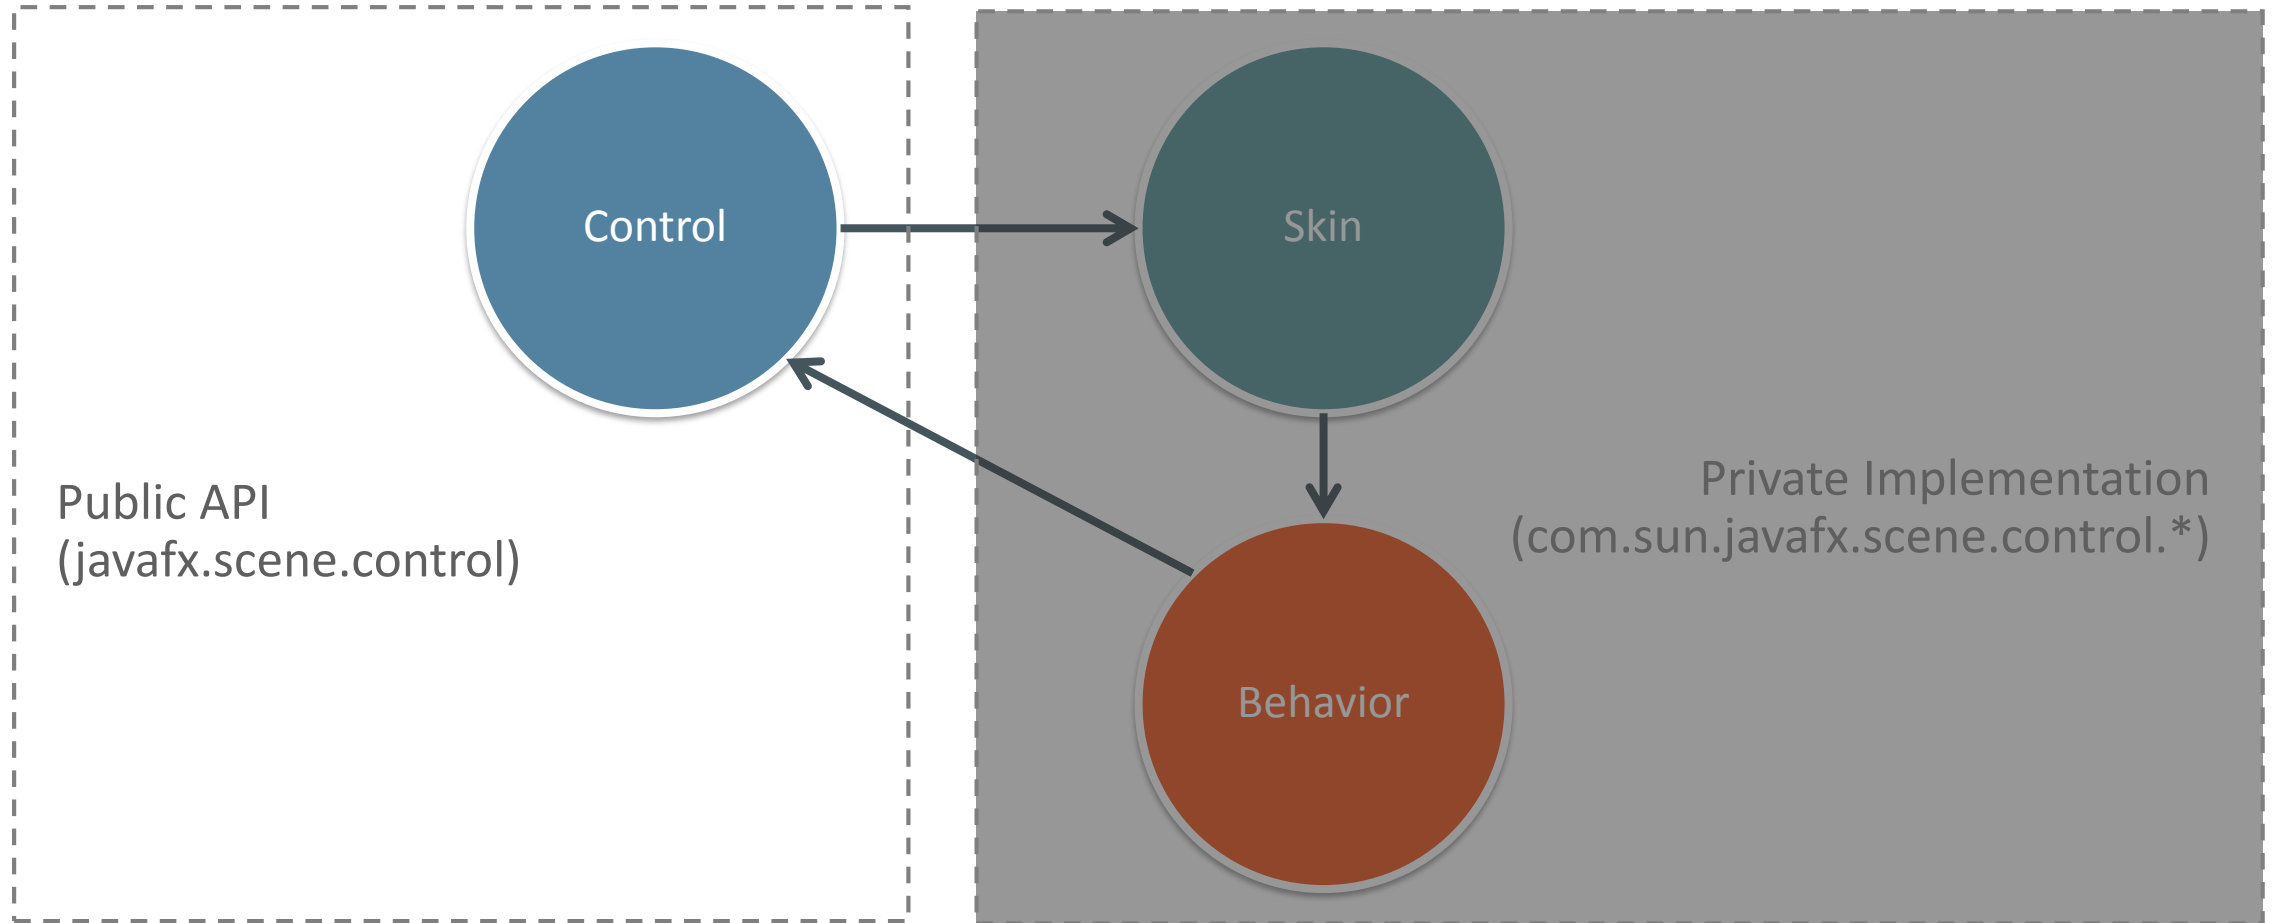 Control
Skin
Public API
(javafx.scene.control)
Private Implementation
(com.sun.javafx.scene.control.*)
Behavior